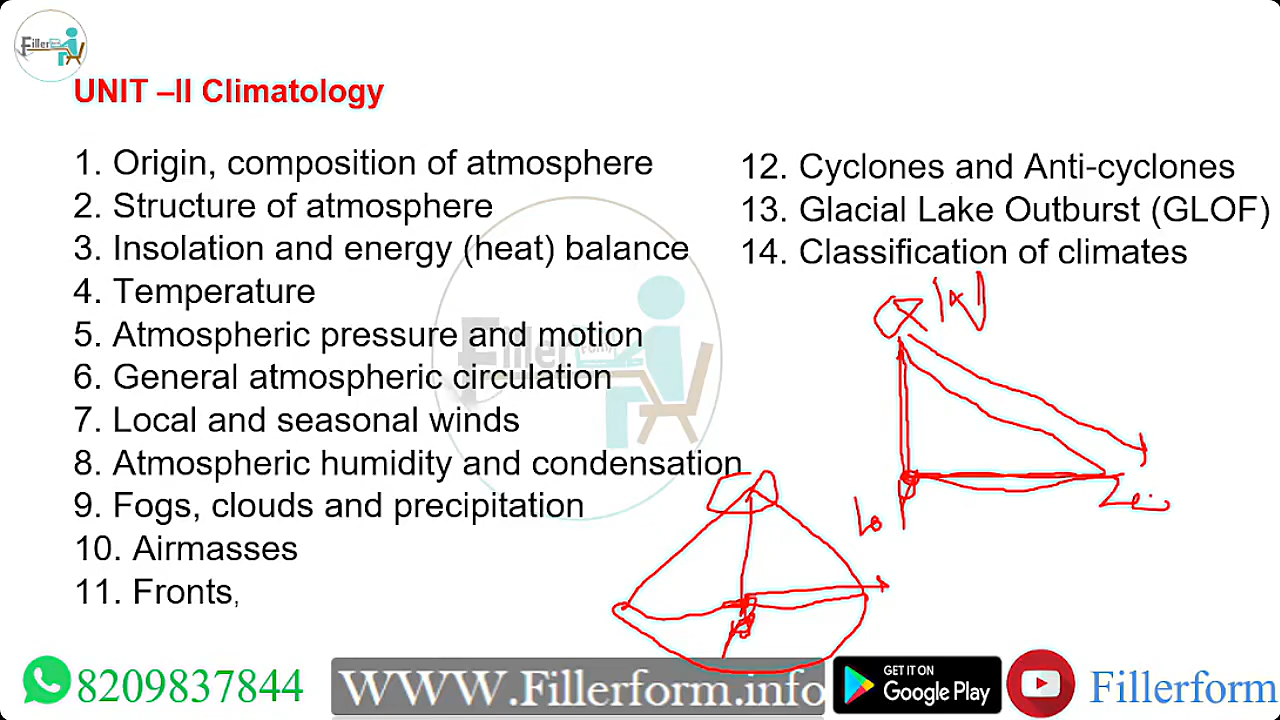 Fillerform
UNIT –II Climatology
1. Origin, composition of atmosphere
2. Structure of atmosphere
3. Insolation and energy (heat) balance
4. Temperature
5. Atmospheric pressure and motion
6. General atmospheric circulation
7. Local and seasonal winds
8. Atmospheric humidity and condensation
9. Fogs, clouds and precipitation
10. Airmasses
11. Fronts,
12. Cyclones and Anti-cyclones
13. Glacial Lake Outburst (GLOF)
14. Classification of climates
Filler
form
8209837844
WWW.Fillerform.info
GET IT ON
Google Play
Fillerform